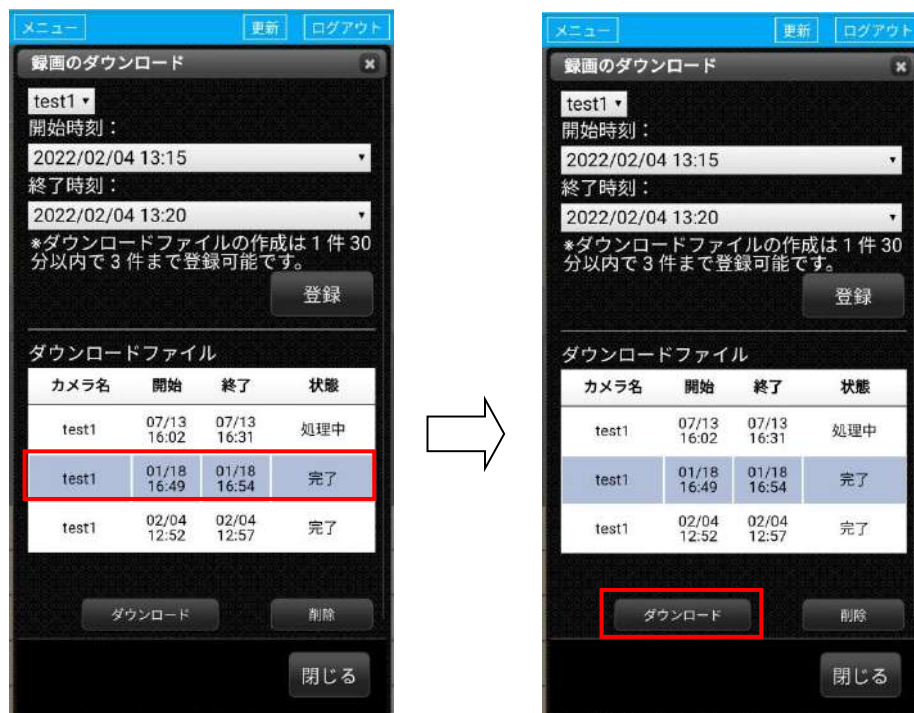 メニュー 更新 ログアウト
録画のダウンロード
test1
開始時刻：
2022/02/04 13:15
終了時刻：
2022/02/04 13:20
*ダウンロードファイルの作成は1件30
分以内で3件まで登録可能です。
登録
ダウンロードファイル
カメラ名 開始 終了 状態
test1 07/13 16:02 07/13 16:31 処理中
test1 01/18 16:49 01/18 16:54 完了
test1 02/04 12:52 02/04 12:57 完了
ダウンロード 削除
閉じる
メニュー 更新 ログアウト
録画のダウンロード
test1
開始時刻：
2022/02/04 13:15
終了時刻：
2022/02/04 13:20
*ダウンロードファイルの作成は1件30
分以内で3件まで登録可能です。
登録
ダウンロードファイル
カメラ名 開始 終了 状態
test1 07/13 16:02 07/13 16:31 処理中
test1 01/18 16:49 01/18 16:54 完了
test1 02/04 12:52 02/04 12:57 完了
ダウンロード 削除
閉じる